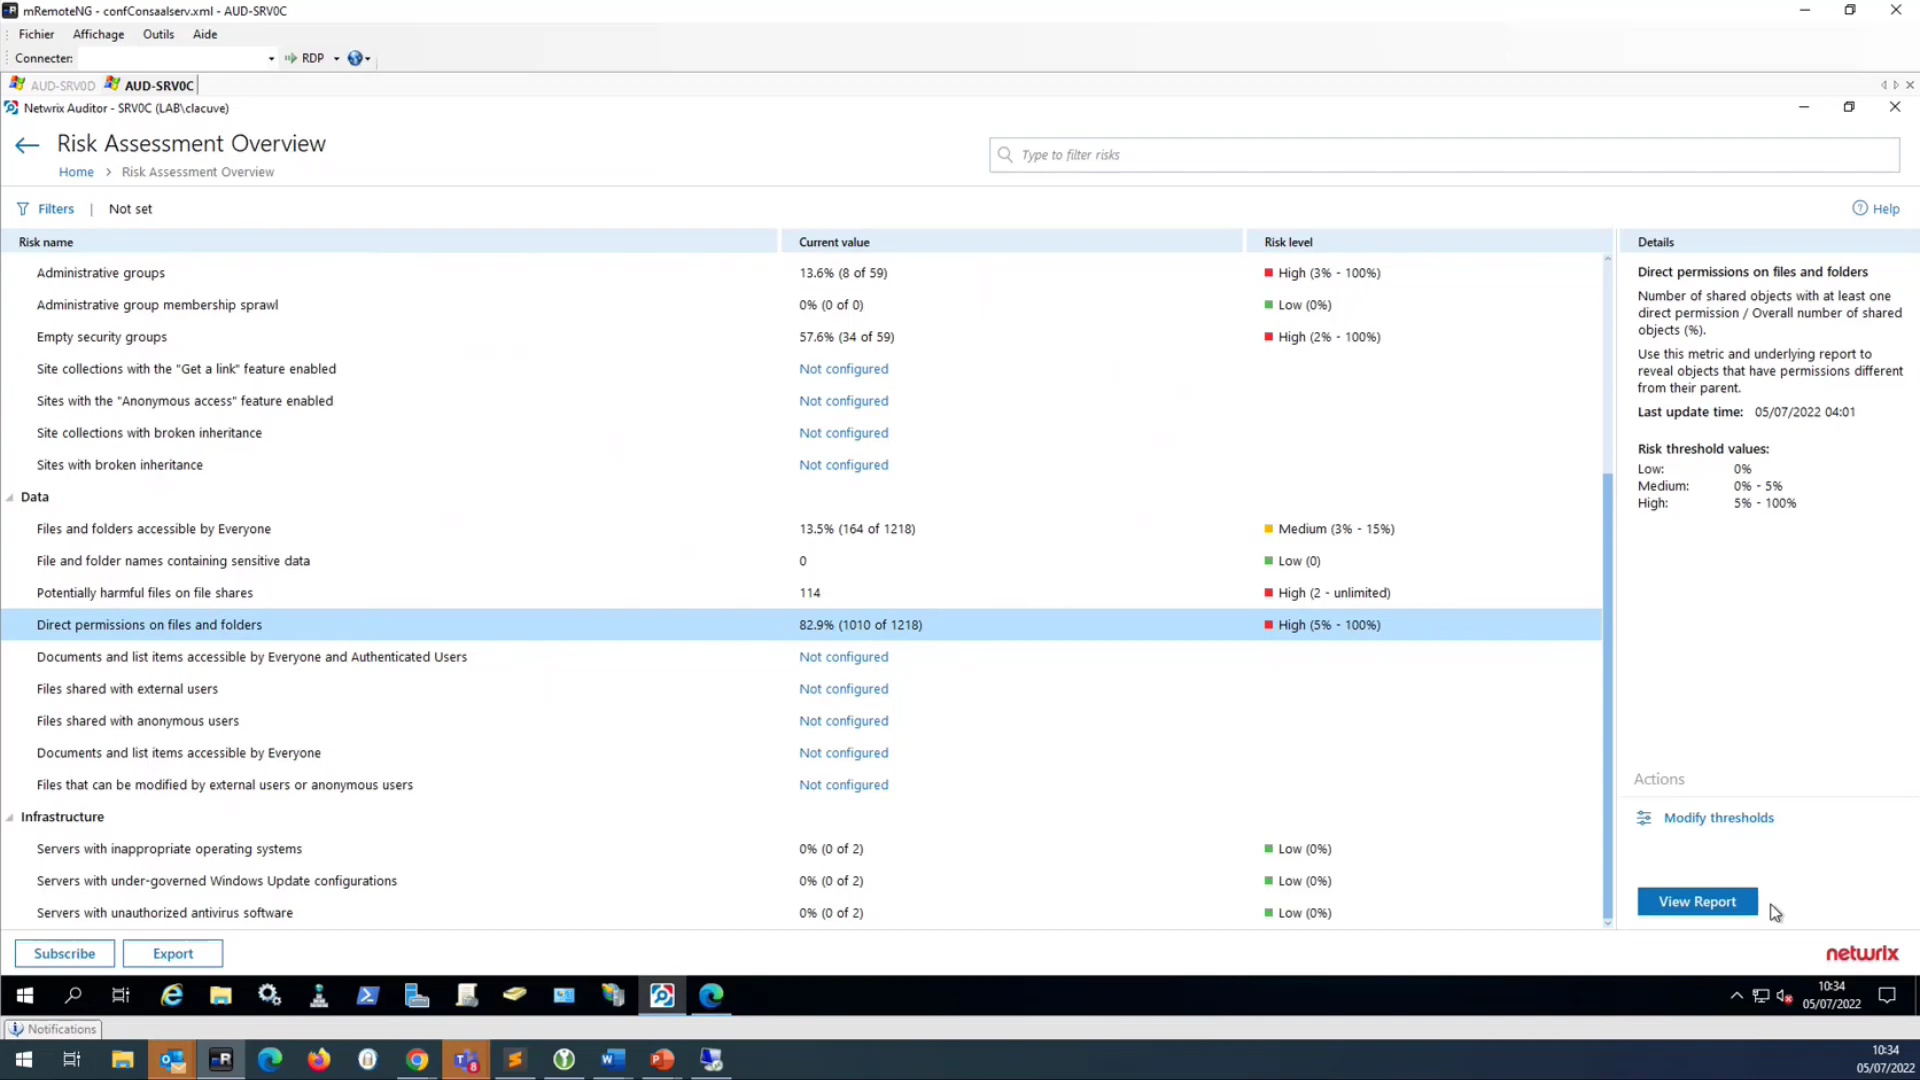 mRemoteNG - confConsaalserv.xml - AUD-SRV0C
Fichier Affichage Outils Aide
Connecter: RDP
AUD-SRV0D AUD-SRV0C
Netwrix Auditor - SRV0C (LAB\clacuve)
Risk Assessment Overview
Type to filter risks
Home > Risk Assessment Overview
Filters | Not set
Help
Risk name Current value Risk level Details
Administrative groups 13.6% (8 of 59) High (3% - 100%)
Administrative group membership sprawl 0% (0 of 0) Low (0%)
Empty security groups 57.6% (34 of 59) High (2% - 100%)
Site collections with the "Get a link" feature enabled Not configured
Sites with the "Anonymous access" feature enabled Not configured
Site collections with broken inheritance Not configured
Sites with broken inheritance Not configured
Data
Files and folders accessible by Everyone 13.5% (164 of 1218) Medium (3% - 15%)
File and folder names containing sensitive data 0 Low (0)
Potentially harmful files on file shares 114 High (2 - unlimited)
Direct permissions on files and folders 82.9% (1010 of 1218) High (5% - 100%)
Documents and list items accessible by Everyone and Authenticated Users Not configured
Files shared with external users Not configured
Files shared with anonymous users Not configured
Documents and list items accessible by Everyone Not configured
Files that can be modified by external users or anonymous users Not configured
Infrastructure
Servers with inappropriate operating systems 0% (0 of 2) Low (0%)
Servers with under-governed Windows Update configurations 0% (0 of 2) Low (0%)
Servers with unauthorized antivirus software 0% (0 of 2) Low (0%)
Direct permissions on files and folders
Number of shared objects with at least one
direct permission / Overall number of shared
objects (%).
Use this metric and underlying report to
reveal objects that have permissions different
from their parent.
Last update time: 05/07/2022 04:01
Risk threshold values:
Low: 0%
Medium: 0% - 5%
High: 5% - 100%
Actions
Modify thresholds
View Report
Subscribe Export
netwrix
10:34
05/07/2022
Notifications
10:34
05/07/2022